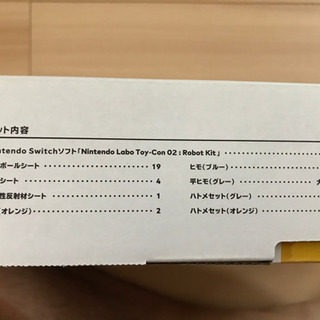 ット内容
ntendo Switchソフト「Nintendo Labo Toy-Con 02 : Robot Kit」
ボールシート 19
シート 4
性反射材シート 1
(オレンジ) 2
ヒモ(ブルー)
平ヒモ(グレー)
ハトメセット(グレー)
ハトメセット(オレンジ)